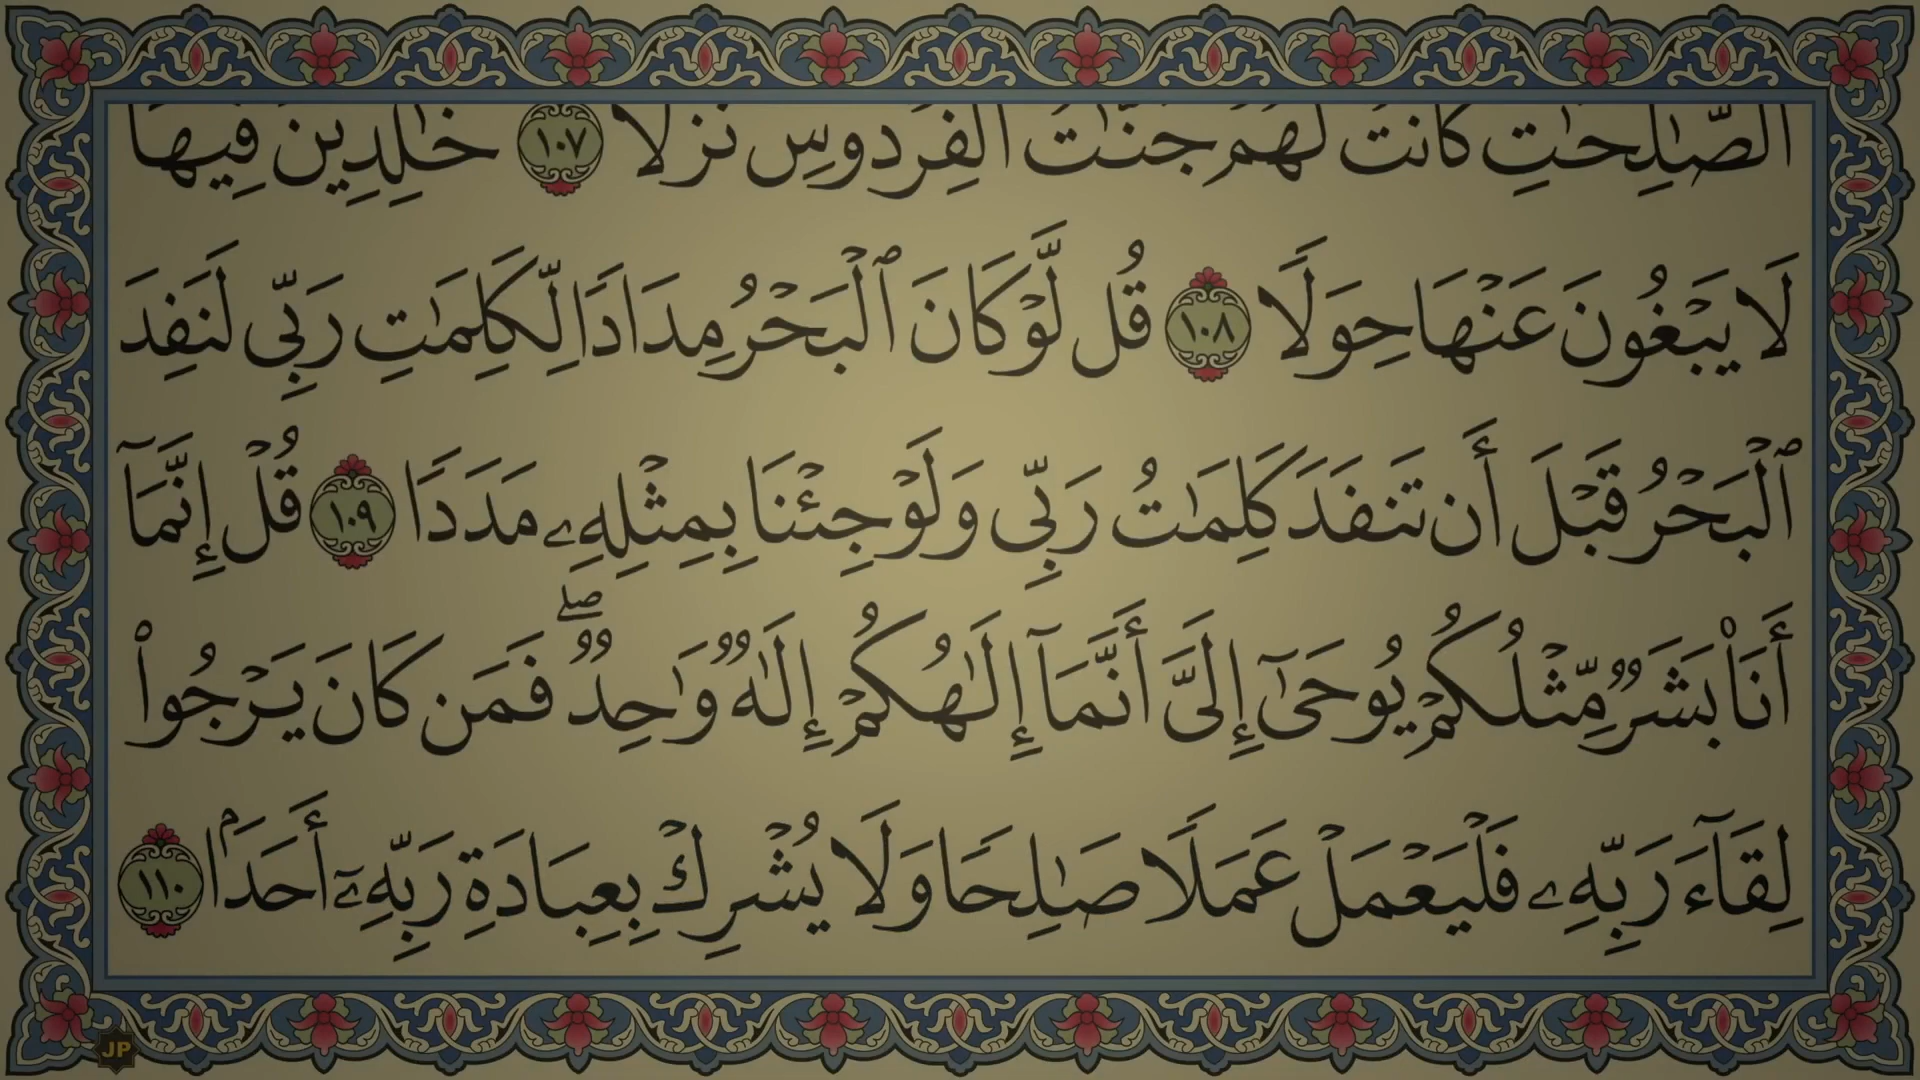 ٱلصَّٰلِحَٰتِ كَانَتْ لَهُمْ جَنَّٰتُ ٱلْفِرْدَوْسِ نُزُلًا ١٠٧ خَٰلِدِينَ فِيهَا
لَا يَبْغُونَ عَنْهَا حِوَلًا ١٠٨ قُل لَّوْ كَانَ ٱلْبَحْرُ مِدَادًا لِّكَلِمَٰتِ رَبِّى لَنَفِدَ
ٱلْبَحْرُ قَبْلَ أَن تَنفَدَ كَلِمَٰتُ رَبِّى وَلَوْ جِئْنَا بِمِثْلِهِۦ مَدَدًا ١٠٩ قُلْ إِنَّمَآ
أَنَا۠ بَشَرٌ مِّثْلُكُمْ يُوحَىٰٓ إِلَىَّ أَنَّمَآ إِلَٰهُكُمْ إِلَٰهٌ وَٰحِدٌ ۖ فَمَن كَانَ يَرْجُوا۟
لِقَآءَ رَبِّهِۦ فَلْيَعْمَلْ عَمَلًا صَٰلِحًا وَلَا يُشْرِكْ بِعِبَادَةِ رَبِّهِۦٓ أَحَدَۢا ١١٠
JP